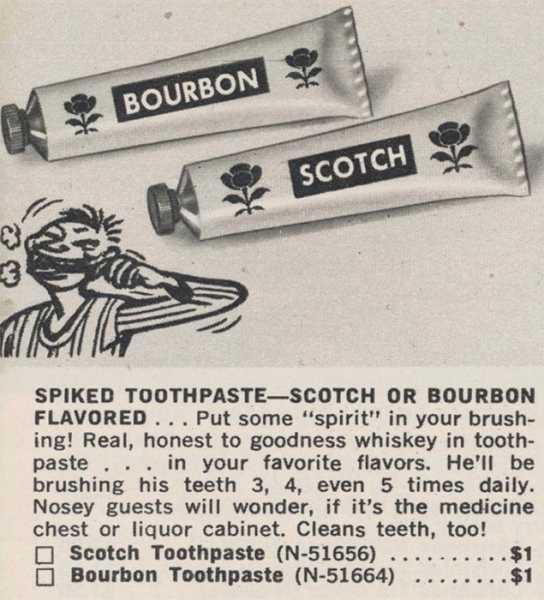 BOURBON
SCOTCH
SPIKED TOOTHPASTE—SCOTCH OR BOURBON
FLAVORED . . . Put some "spirit" in your brush-
ing! Real, honest to goodness whiskey in tooth-
paste . . . in your favorite flavors. He'll be
brushing his teeth 3, 4, even 5 times daily.
Nosey guests will wonder, if it's the medicine
chest or liquor cabinet. Cleans teeth, too!
☐ Scotch Toothpaste (N-51656) ..........$1
☐ Bourbon Toothpaste (N-51664) ........$1